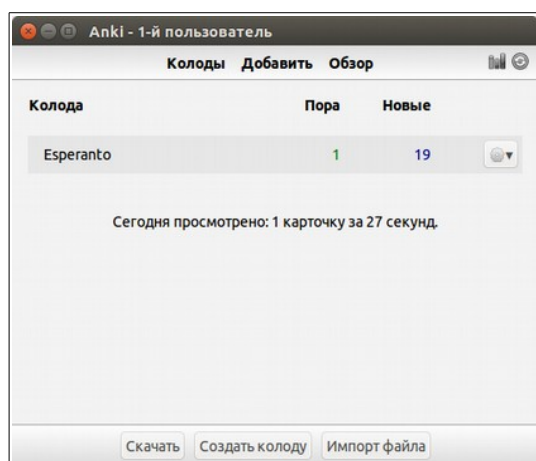 Anki - 1-й пользователь
Колоды Добавить Обзор
Колода Пора Новые
Esperanto 1 19
Сегодня просмотрено: 1 карточку за 27 секунд.
Скачать Создать колоду Импорт файла